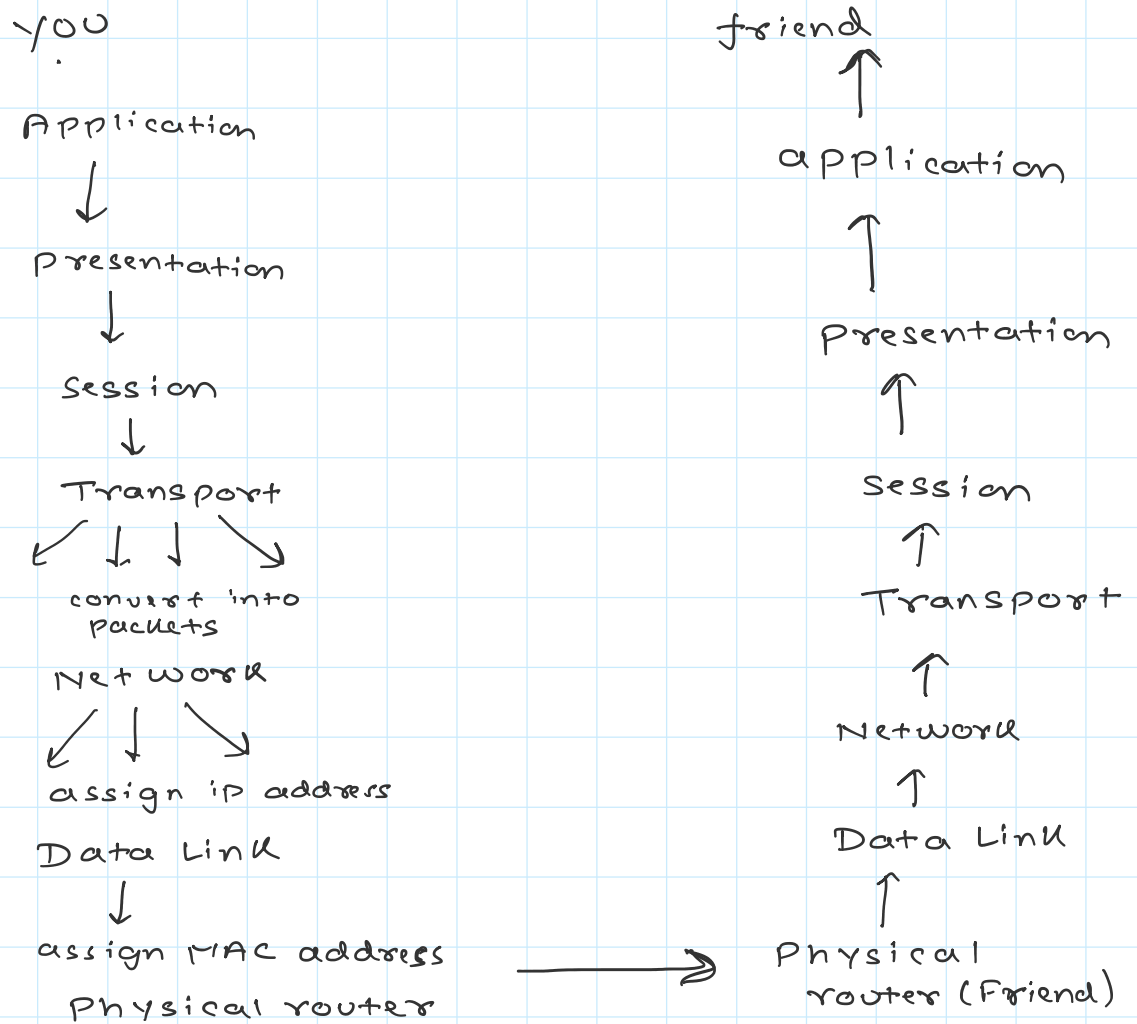 You
Application
Presentation
Session
Transport
convert into
packets
Network
assign ip address
Data Link
assign MAC address
Physical router
friend
application
Presentation
Session
Transport
Network
Data Link
Physical
router (Friend)